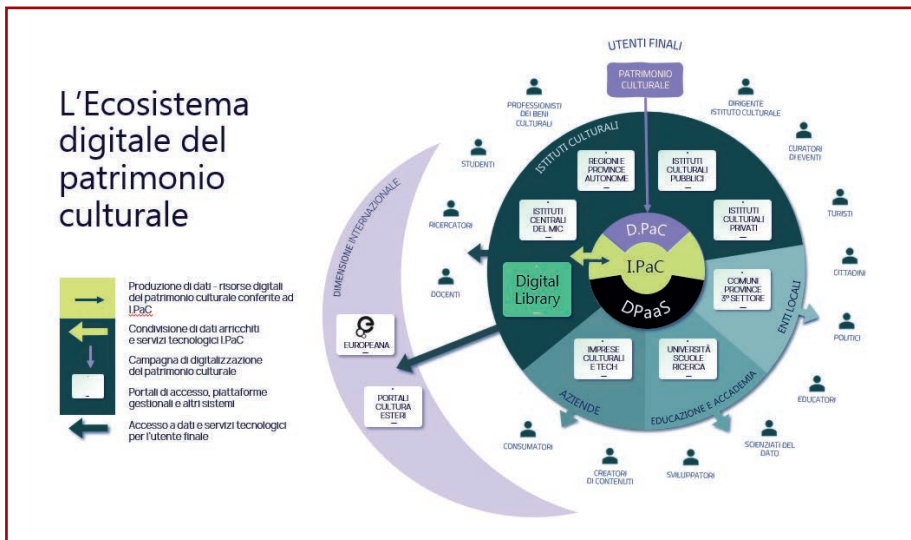 L'Ecosistema
digitale del
patrimonio
culturale
Produzione di dati - risorse digitali
del patrimonio culturale conferite ad
I.PaC
Condivisione di dati arricchiti
e servizi tecnologici I.PaC
Campagna di digitalizzazione
del patrimonio culturale
Portali di accesso, piattaforme
gestionali e altri sistemi
Accesso a dati e servizi tecnologici
per l'utente finale
UTENTI FINALI
PATRIMONIO
CULTURALE
PROFESSIONISTI
DEI BENI
CULTURALI
STUDENTI
RICERCATORI
DOCENTI
DIRIGENTE
ISTITUTO CULTURALE
CURATORI
DI EVENTI
TURISTI
CITTADINI
POLITICI
EDUCATORI
SCIENZIATI DEL
DATO
SVILUPPATORI
CREATORI
DI CONTENUTI
CONSUMATORI
DIMENSIONE INTERNAZIONALE
EUROPEANA
PORTALI
CULTURA
ESTERI
ISTITUTI CULTURALI
REGIONI E
PROVINCE
AUTONOME
ISTITUTI
CULTURALI
PUBBLICI
ISTITUTI
CENTRALI
DEL MIC
ISTITUTI
CULTURALI
PRIVATI
Digital
Library
D.PaC
I.PaC
DPaaS
COMUNI
PROVINCE
3° SETTORE
ENTI LOCALI
IMPRESE
CULTURALI
E TECH
UNIVERSITÀ
SCUOLE
RICERCA
AZIENDE
EDUCAZIONE E ACCADEMIA